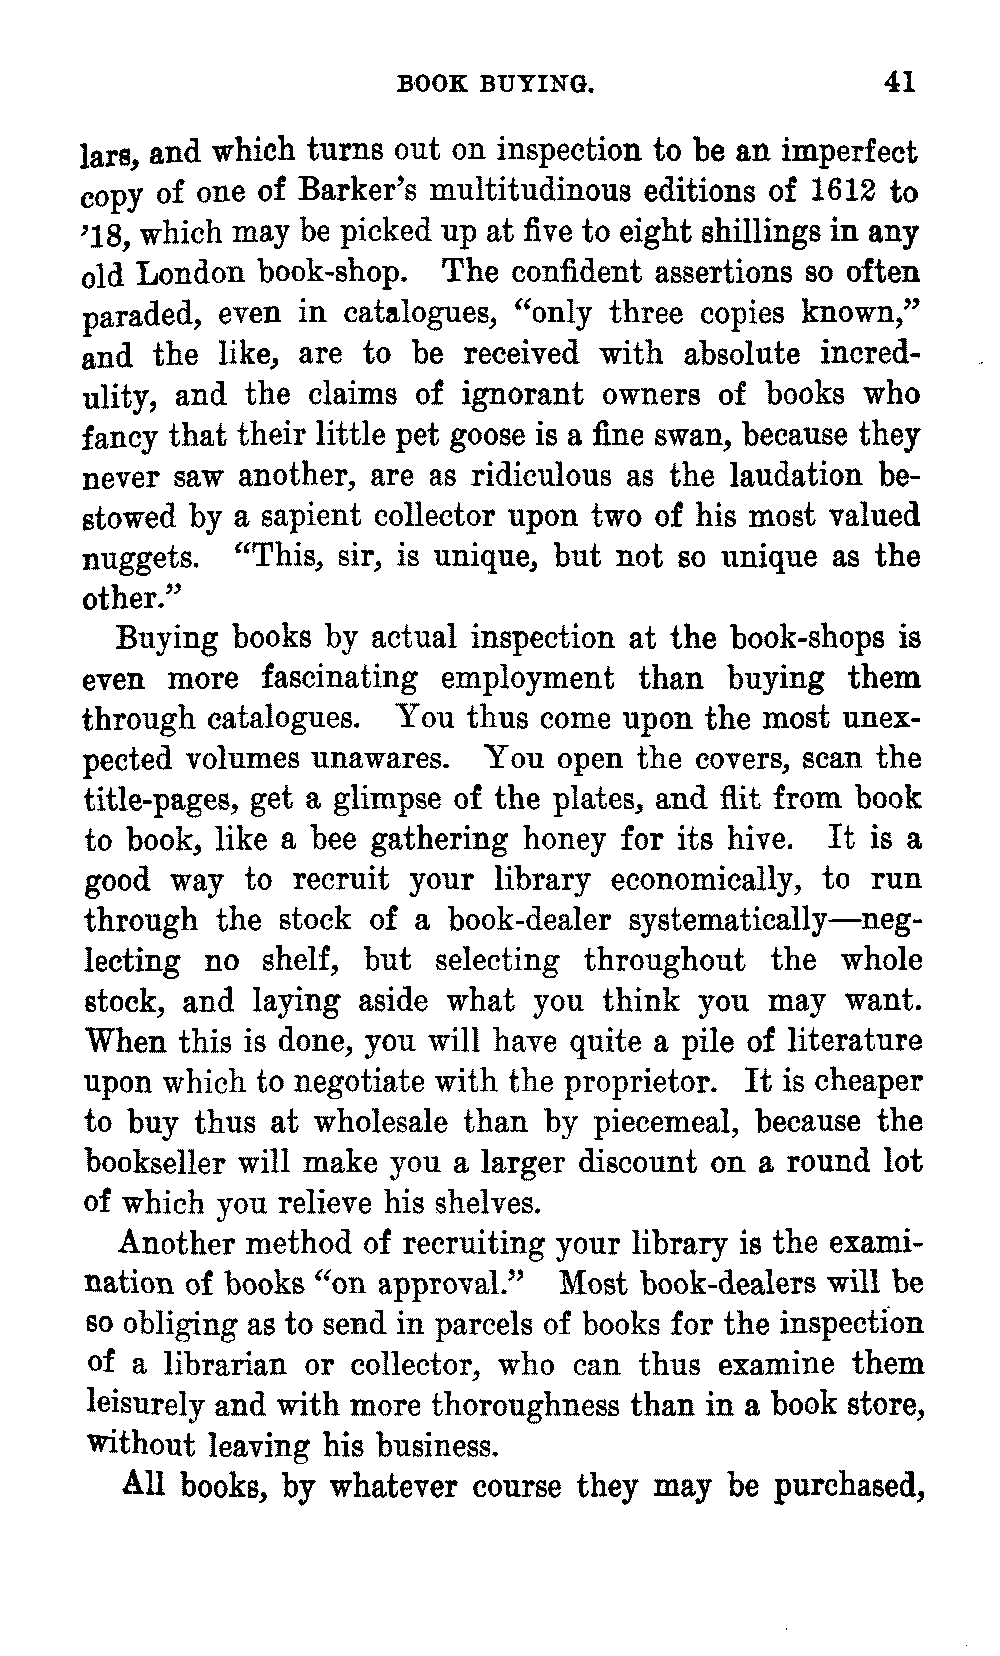 BOOK BUYING. 41
lars, and which turns out on inspection to be an imperfect
copy of one of Barker's multitudinous editions of 1612 to
'18, which may be picked up at five to eight shillings in any
old London book-shop. The confident assertions so often
paraded, even in catalogues, “only three copies known,”
and the like, are to be received with absolute incred-
ulity, and the claims of ignorant owners of books who
fancy that their little pet goose is a fine swan, because they
never saw another, are as ridiculous as the laudation be-
stowed by a sapient collector upon two of his most valued
nuggets. “This, sir, is unique, but not so unique as the
other.”
Buying books by actual inspection at the book-shops is
even more fascinating employment than buying them
through catalogues. You thus come upon the most unex-
pected volumes unawares. You open the covers, scan the
title-pages, get a glimpse of the plates, and flit from book
to book, like a bee gathering honey for its hive. It is a
good way to recruit your library economically, to run
through the stock of a book-dealer systematically—neg-
lecting no shelf, but selecting throughout the whole
stock, and laying aside what you think you may want.
When this is done, you will have quite a pile of literature
upon which to negotiate with the proprietor. It is cheaper
to buy thus at wholesale than by piecemeal, because the
bookseller will make you a larger discount on a round lot
of which you relieve his shelves.
Another method of recruiting your library is the exami-
nation of books “on approval.” Most book-dealers will be
so obliging as to send in parcels of books for the inspection
of a librarian or collector, who can thus examine them
leisurely and with more thoroughness than in a book store,
without leaving his business.
All books, by whatever course they may be purchased,